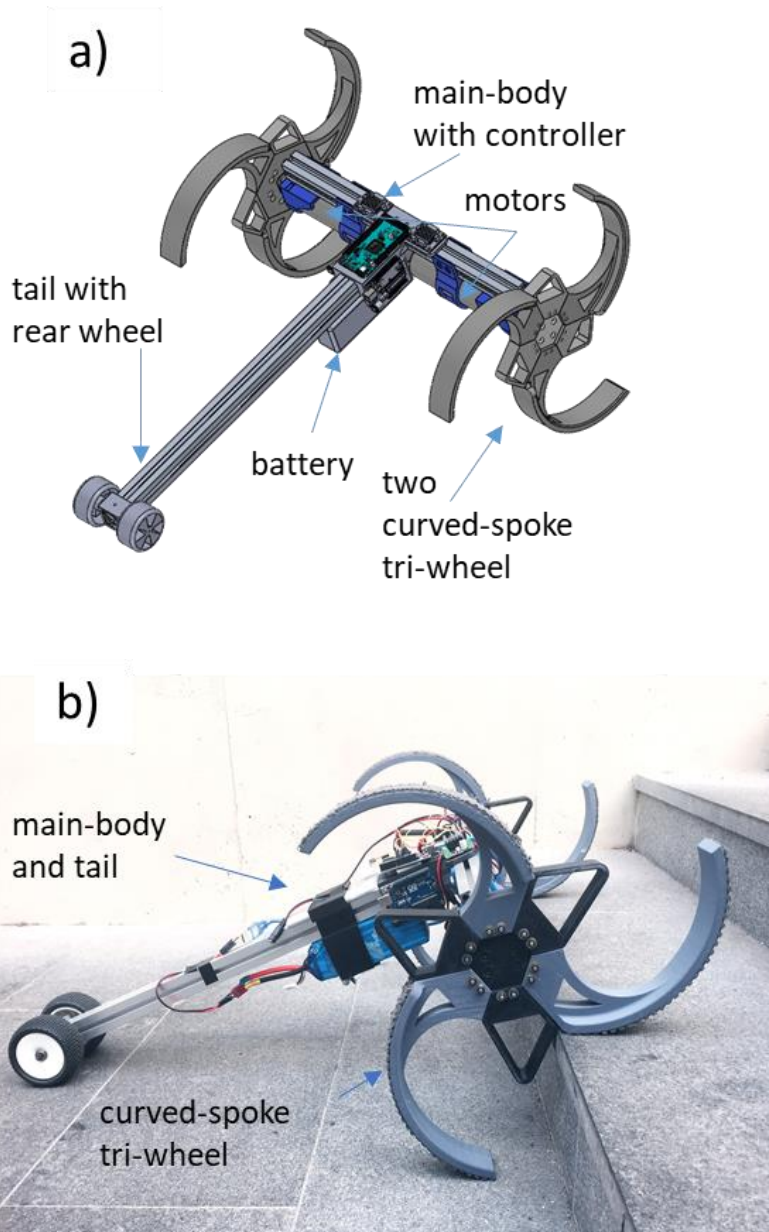 a)
main-body
with controller
motors
tail with
rear wheel
battery
two
curved-spoke
tri-wheel
b)
main-body
and tail
curved-spoke
tri-wheel